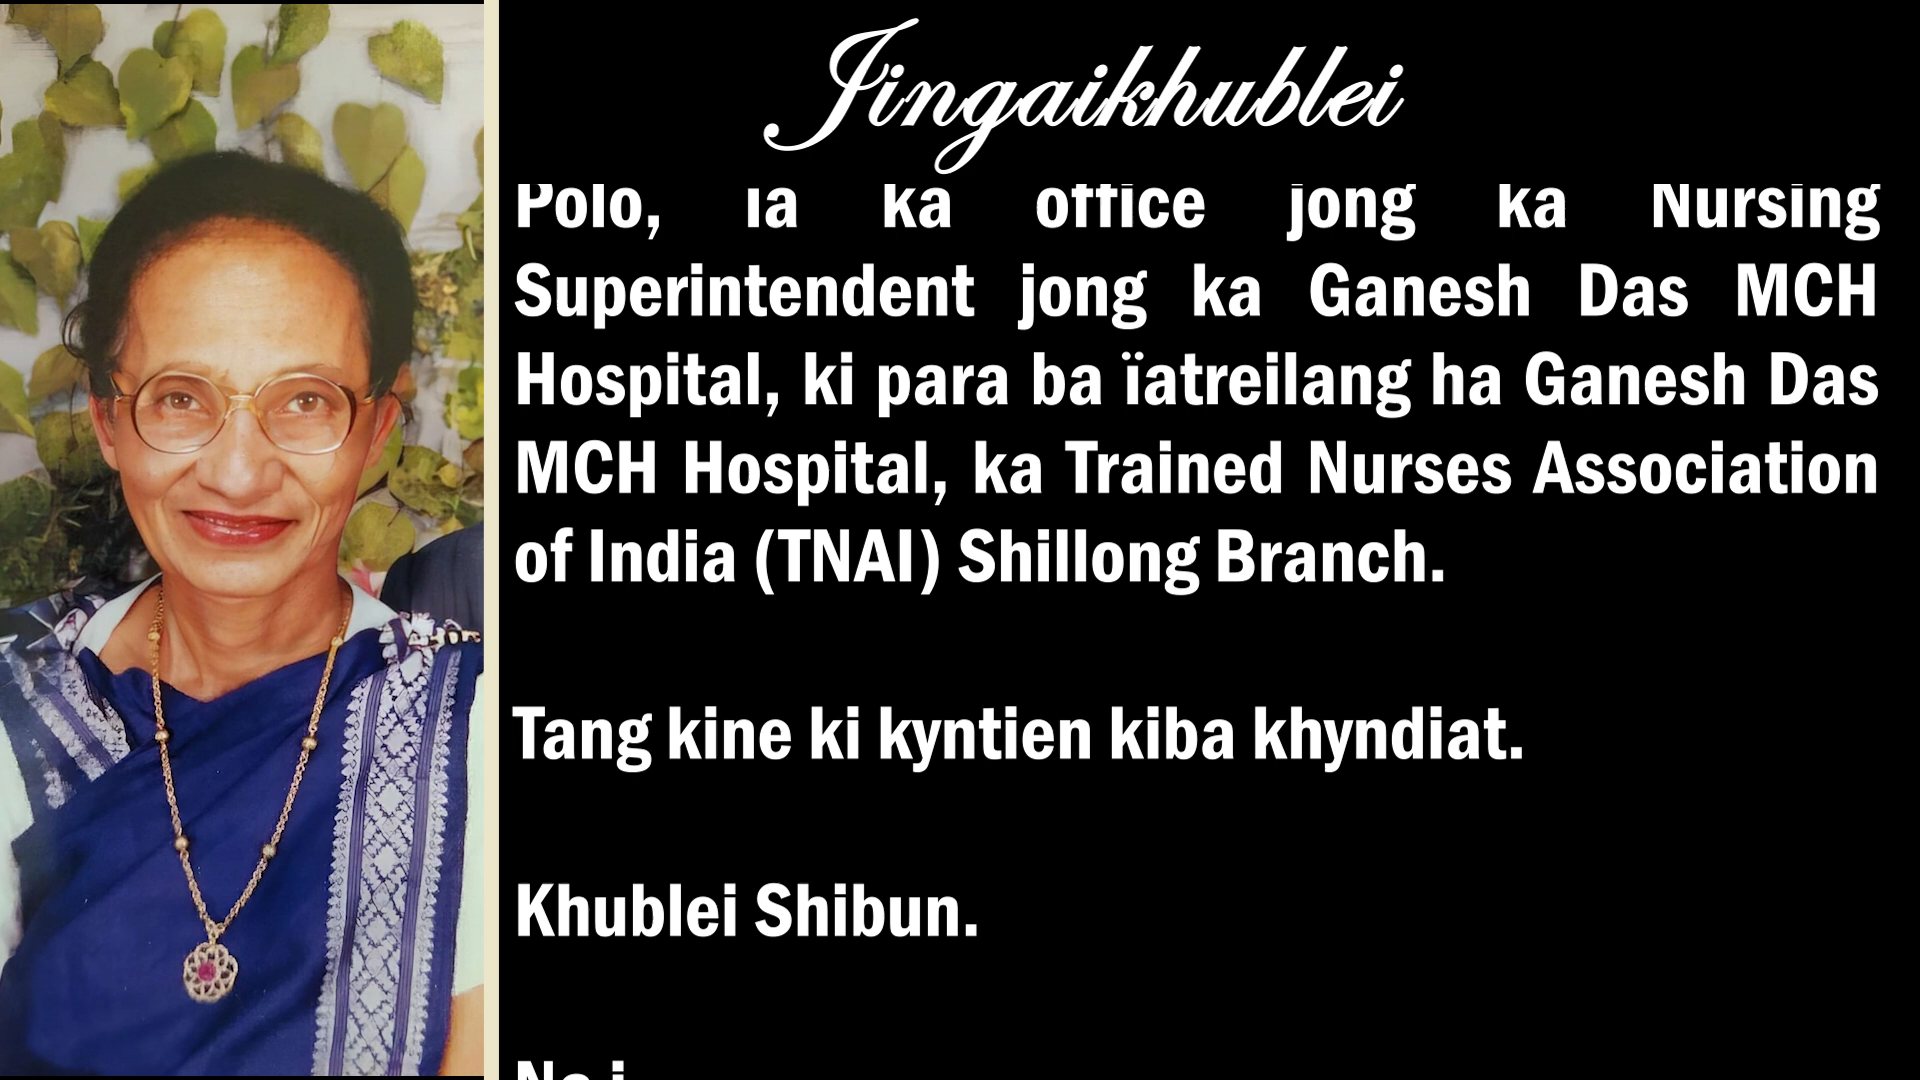 Jingaikhublei
Polo, ia ka office jong ka Nursing
Superintendent jong ka Ganesh Das MCH
Hospital, ki para ba ïatreilang ha Ganesh Das
MCH Hospital, ka Trained Nurses Association
of India (TNAI) Shillong Branch.
Tang kine ki kyntien kiba khyndiat.
Khublei Shibun.